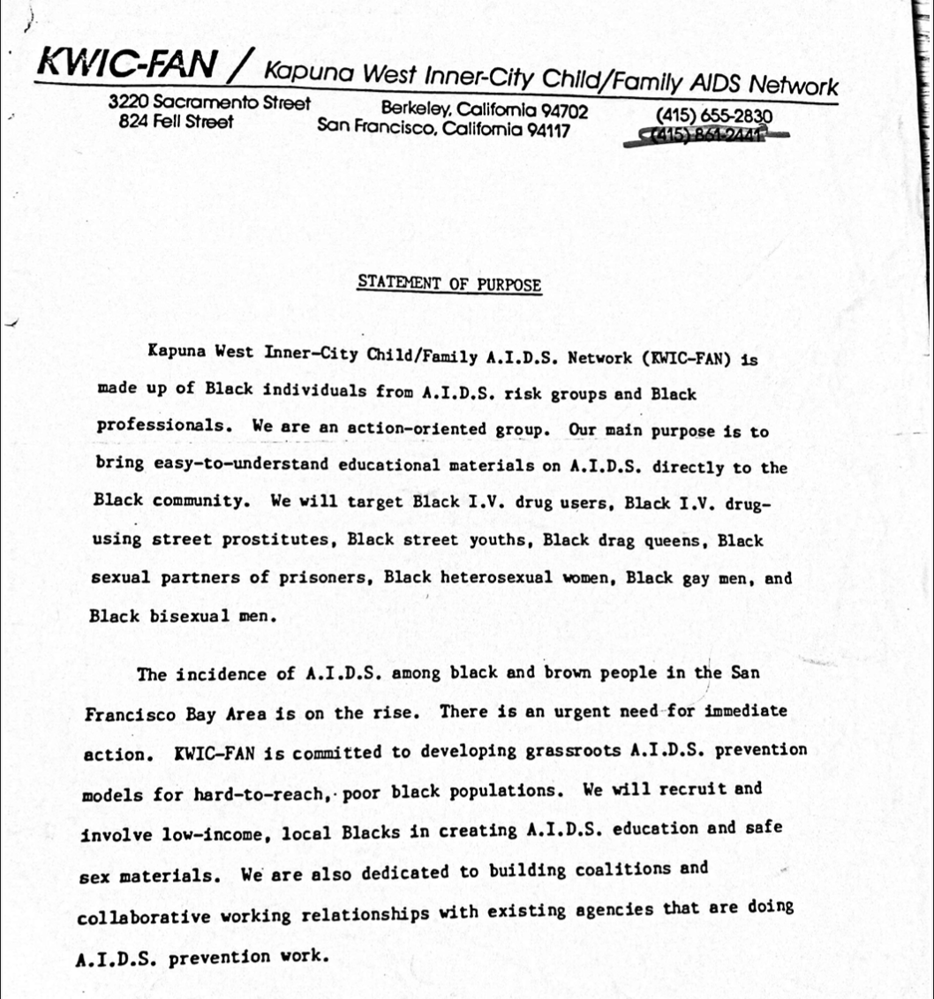 KWIC-FAN / Kapuna West Inner-City Child/Family AIDS Network
3220 Sacramento Street Berkeley, California 94702 (415) 655-2830
824 Fell Street San Francisco, California 94117 (415) 861-2441
STATEMENT OF PURPOSE
Kapuna West Inner-City Child/Family A.I.D.S. Network (KWIC-FAN) is
made up of Black individuals from A.I.D.S. risk groups and Black
professionals. We are an action-oriented group. Our main purpose is to
bring easy-to-understand educational materials on A.I.D.S. directly to the
Black community. We will target Black I.V. drug users, Black I.V. drug-
using street prostitutes, Black street youths, Black drag queens, Black
sexual partners of prisoners, Black heterosexual women, Black gay men, and
Black bisexual men.
The incidence of A.I.D.S. among black and brown people in the San
Francisco Bay Area is on the rise. There is an urgent need for immediate
action. KWIC-FAN is committed to developing grassroots A.I.D.S. prevention
models for hard-to-reach, poor black populations. We will recruit and
involve low-income, local Blacks in creating A.I.D.S. education and safe
sex materials. We are also dedicated to building coalitions and
collaborative working relationships with existing agencies that are doing
A.I.D.S. prevention work.